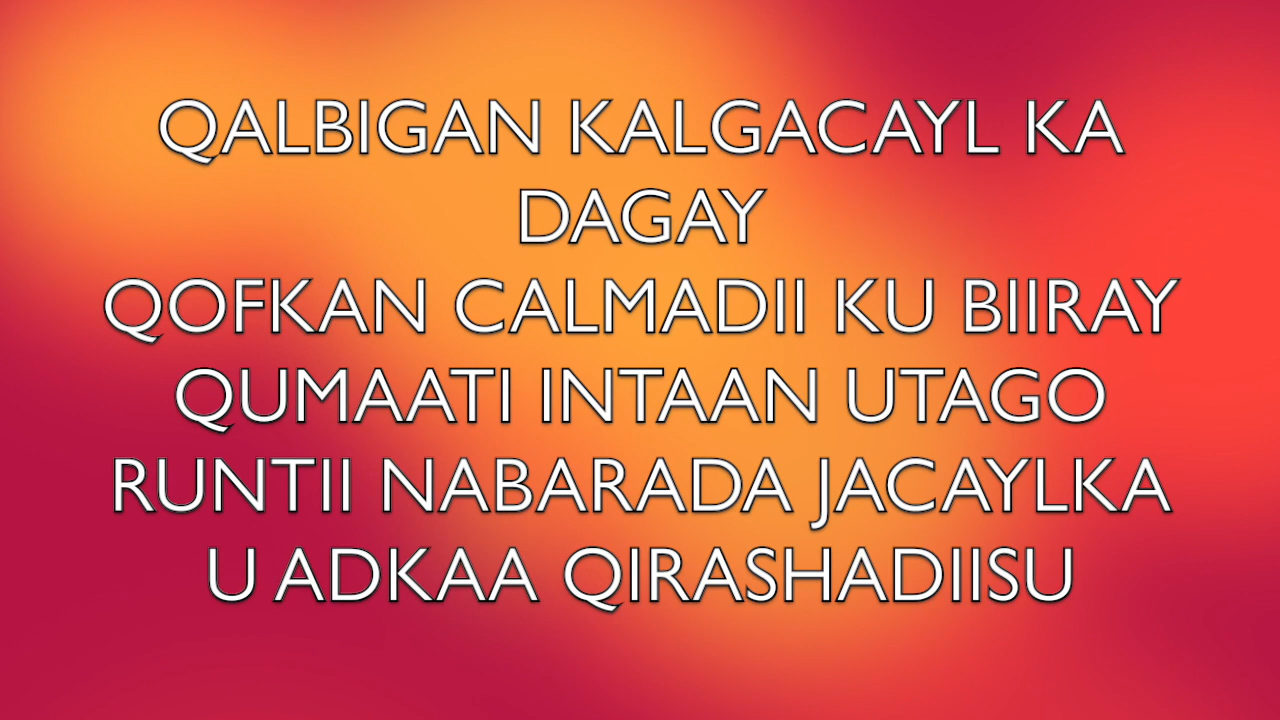 QALBIGAN KALGACAYL KA
DAGAY
QOFKAN CALMADII KU BIIRAY
QUMAATI INTAAN UTAGO
RUNTII NABARADA JACAYLKA
U ADKAA QIRASHADIISU